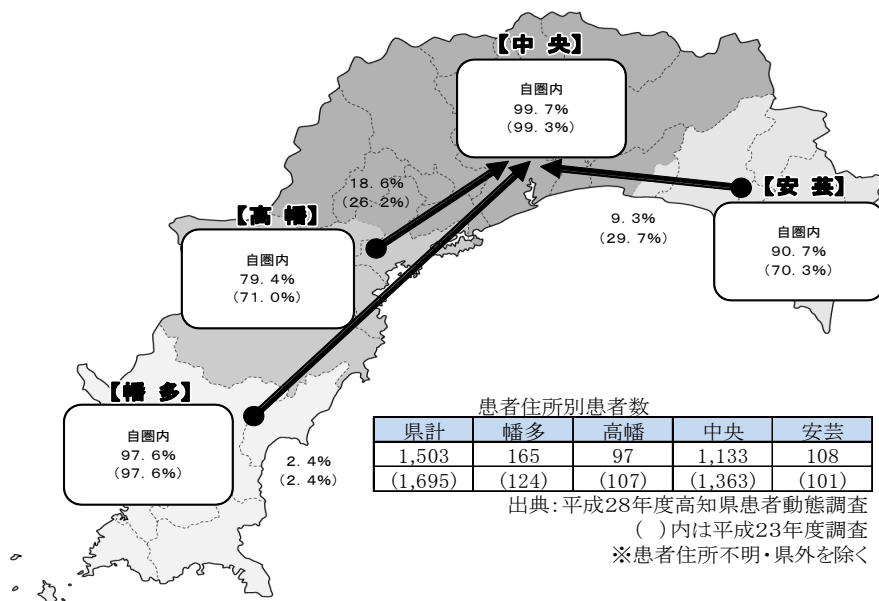 【中 央】
自圏内
99. 7%
(99. 3%)
18. 6%
(26. 2%)
【高 幡】
自圏内
79. 4%
(71. 0%)
【安 芸】
自圏内
90. 7%
(70. 3%)
9. 3%
(29. 7%)
【幡 多】
自圏内
97. 6%
(97. 6%)
2. 4%
(2. 4%)
患者住所別患者数
県計 幡多 高幡 中央 安芸
1,503 165 97 1,133 108
(1,695) (124) (107) (1,363) (101)
出典：平成28年度高知県患者動態調査
( )内は平成23年度調査
※患者住所不明・県外を除く